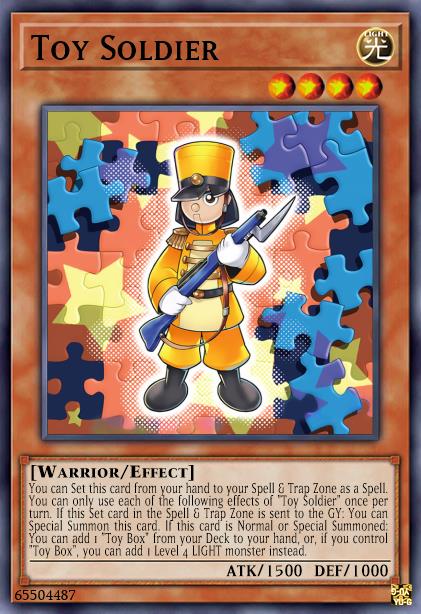 TOY SOLDIER
LIGHT
光
[WARRIOR/EFFECT]
You can Set this card from your hand to your Spell & Trap Zone as a Spell.
You can only use each of the following effects of "Toy Soldier" once per
turn. If this Set card in the Spell & Trap Zone is sent to the GY: You can
Special Summon this card. If this card is Normal or Special Summoned:
You can add 1 "Toy Box" from your Deck to your hand, or, if you control
"Toy Box", you can add 1 Level 4 LIGHT monster instead.
ATK/1500 DEF/1000
65504487